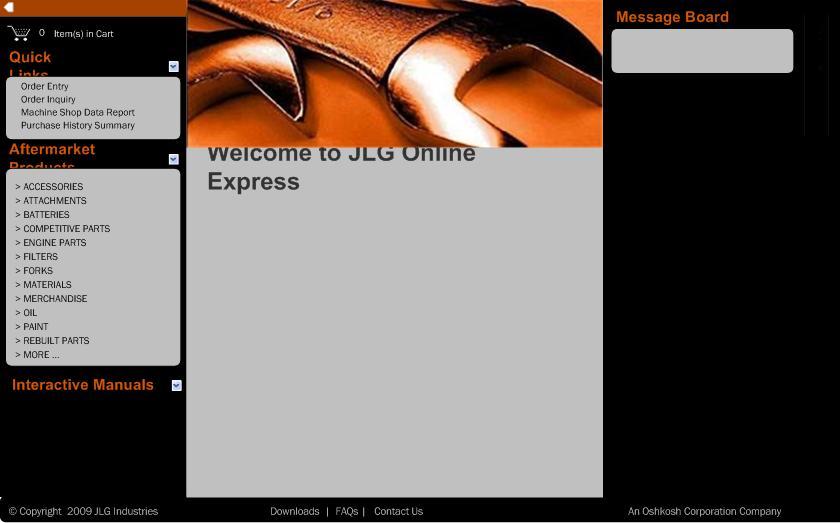 0 Item(s) in Cart
Quick
Links
Order Entry
Order Inquiry
Machine Shop Data Report
Purchase History Summary
Aftermarket
Products
> ACCESSORIES
> ATTACHMENTS
> BATTERIES
> COMPETITIVE PARTS
> ENGINE PARTS
> FILTERS
> FORKS
> MATERIALS
> MERCHANDISE
> OIL
> PAINT
> REBUILT PARTS
> MORE ...
Interactive Manuals
Welcome to JLG Online
Express
Message Board
© Copyright 2009 JLG Industries
Downloads | FAQs | Contact Us
An Oshkosh Corporation Company